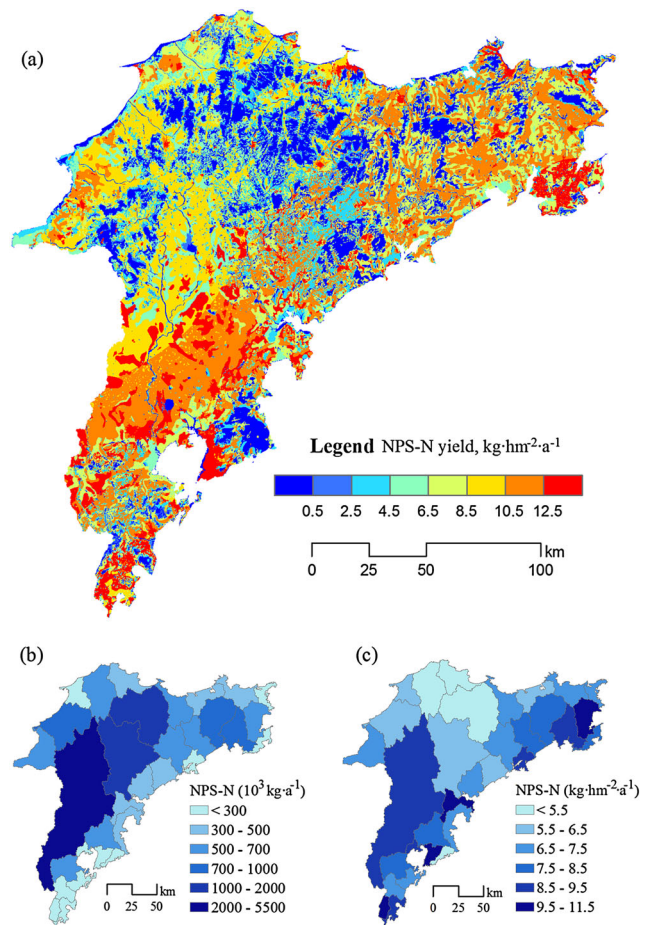 (a)
Legend NPS-N yield, kg·hm⁻²·a⁻¹
0.5 2.5 4.5 6.5 8.5 10.5 12.5
km
0 25 50 100
(b)
(c)
NPS-N (10³ kg·a⁻¹)
< 300
300 - 500
500 - 700
700 - 1000
1000 - 2000
2000 - 5500
km
0 25 50
NPS-N (kg·hm⁻²·a⁻¹)
< 5.5
5.5 - 6.5
6.5 - 7.5
7.5 - 8.5
8.5 - 9.5
9.5 - 11.5
km
0 25 50